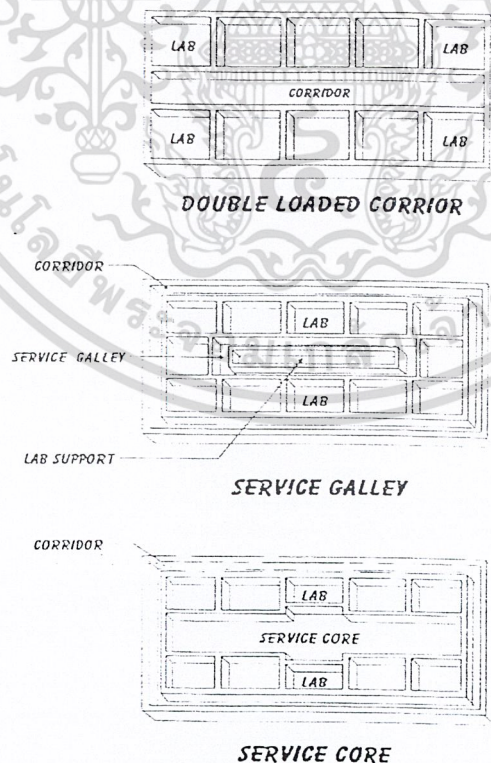 LAB LAB
CORRIDOR
LAB LAB
DOUBLE LOADED CORRIOR
CORRIDOR
LAB
SERVICE GALLEY
LAB
LAB SUPPORT
SERVICE GALLEY
CORRIDOR
LAB
SERVICE CORE
LAB
SERVICE CORE